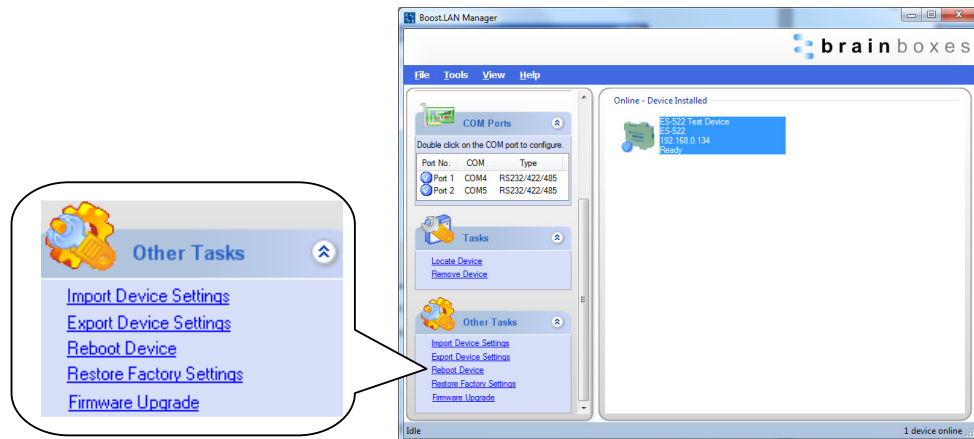 Boost.LAN Manager
brainboxes
File Tools View Help
COM Ports
Double click on the COM port to configure.
Port No. COM Type
Port 1 COM4 RS232/422/485
Port 2 COM5 RS232/422/485
Tasks
Locate Device
Remove Device
Other Tasks
Import Device Settings
Export Device Settings
Reboot Device
Restore Factory Settings
Firmware Upgrade
Online - Device Installed
ES-522 Test Device
ES-522
192.168.0.134
Ready
Idle
1 device online
Other Tasks
Import Device Settings
Export Device Settings
Reboot Device
Restore Factory Settings
Firmware Upgrade